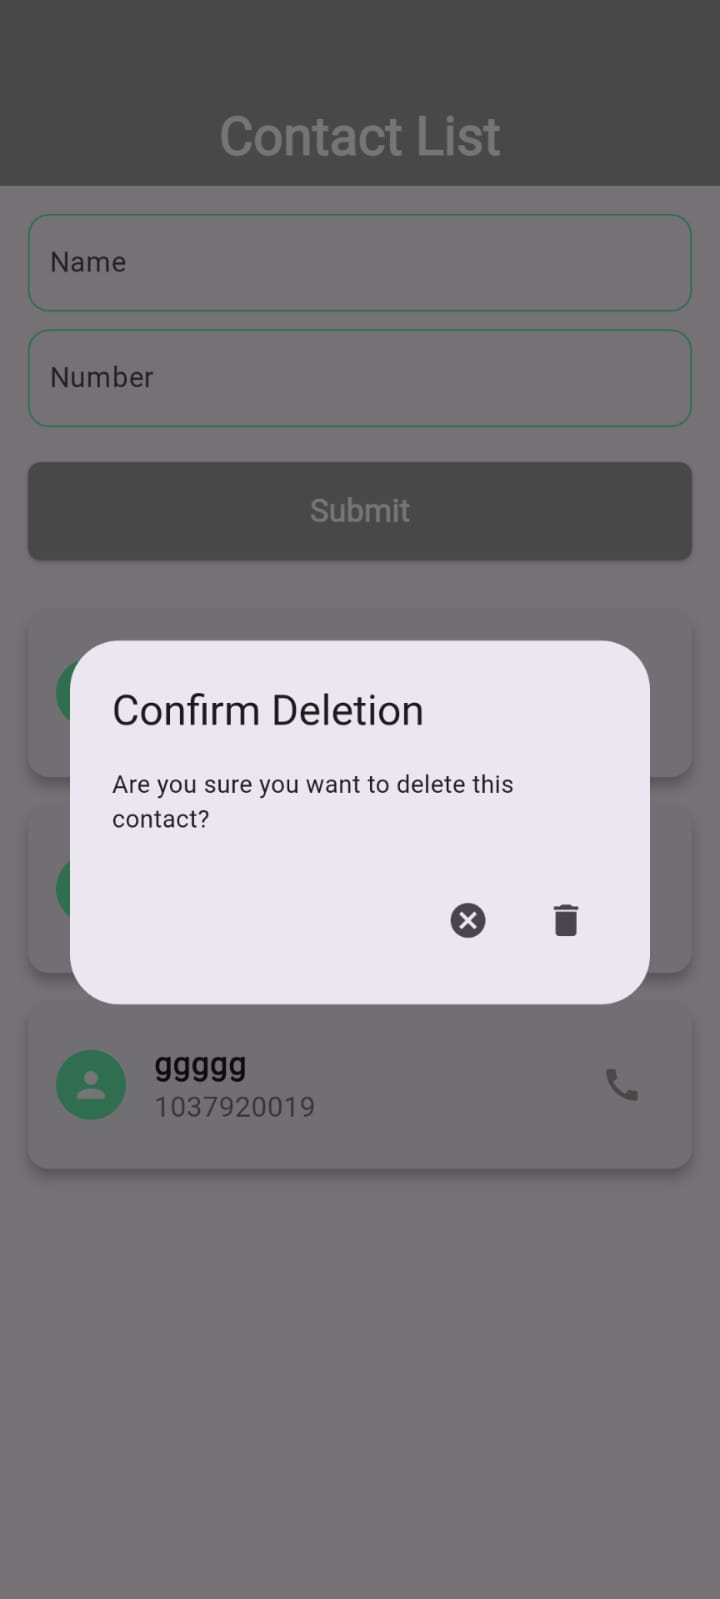 Contact List
Name
Number
Submit
Confirm Deletion
Are you sure you want to delete this
contact?
ggggg
1037920019